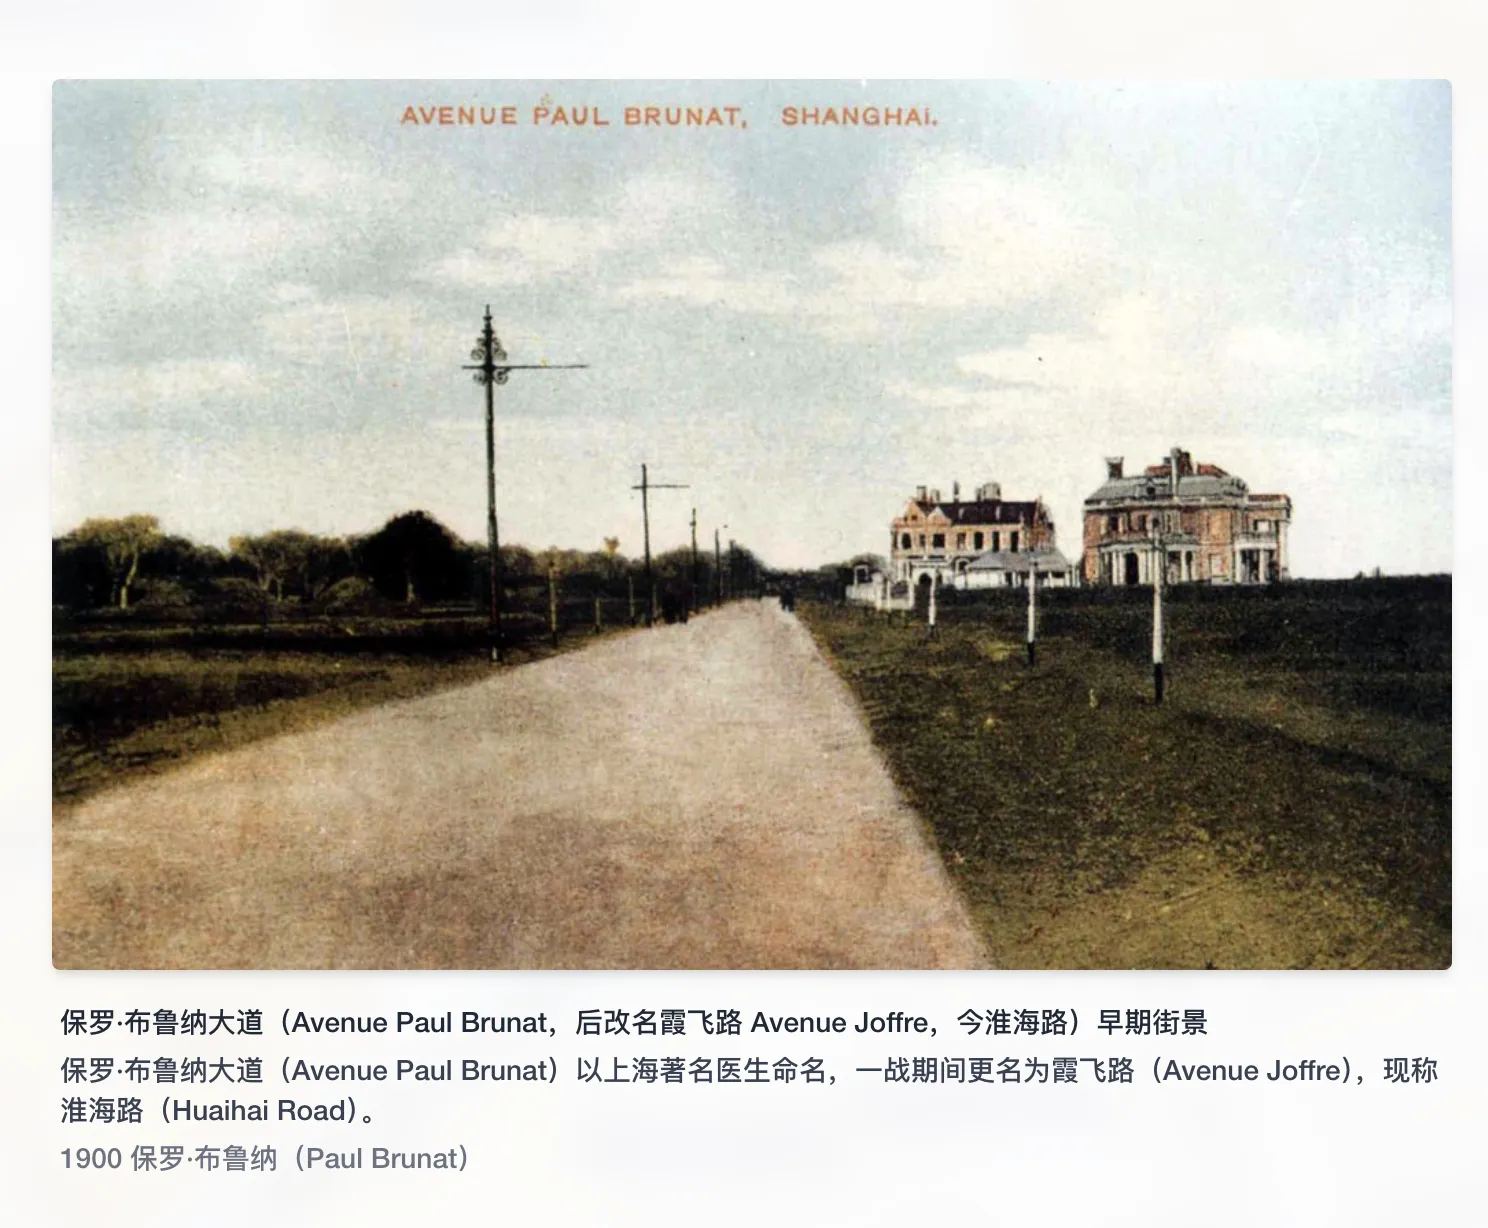 AVENUE PAUL BRUNAT, SHANGHAI.
保罗·布鲁纳大道（Avenue Paul Brunat，后改名霞飞路 Avenue Joffre，今淮海路）早期街景
保罗·布鲁纳大道（Avenue Paul Brunat）以上海著名医生命名，一战期间更名为霞飞路（Avenue Joffre），现称
淮海路（Huaihai Road）。
1900 保罗·布鲁纳（Paul Brunat）